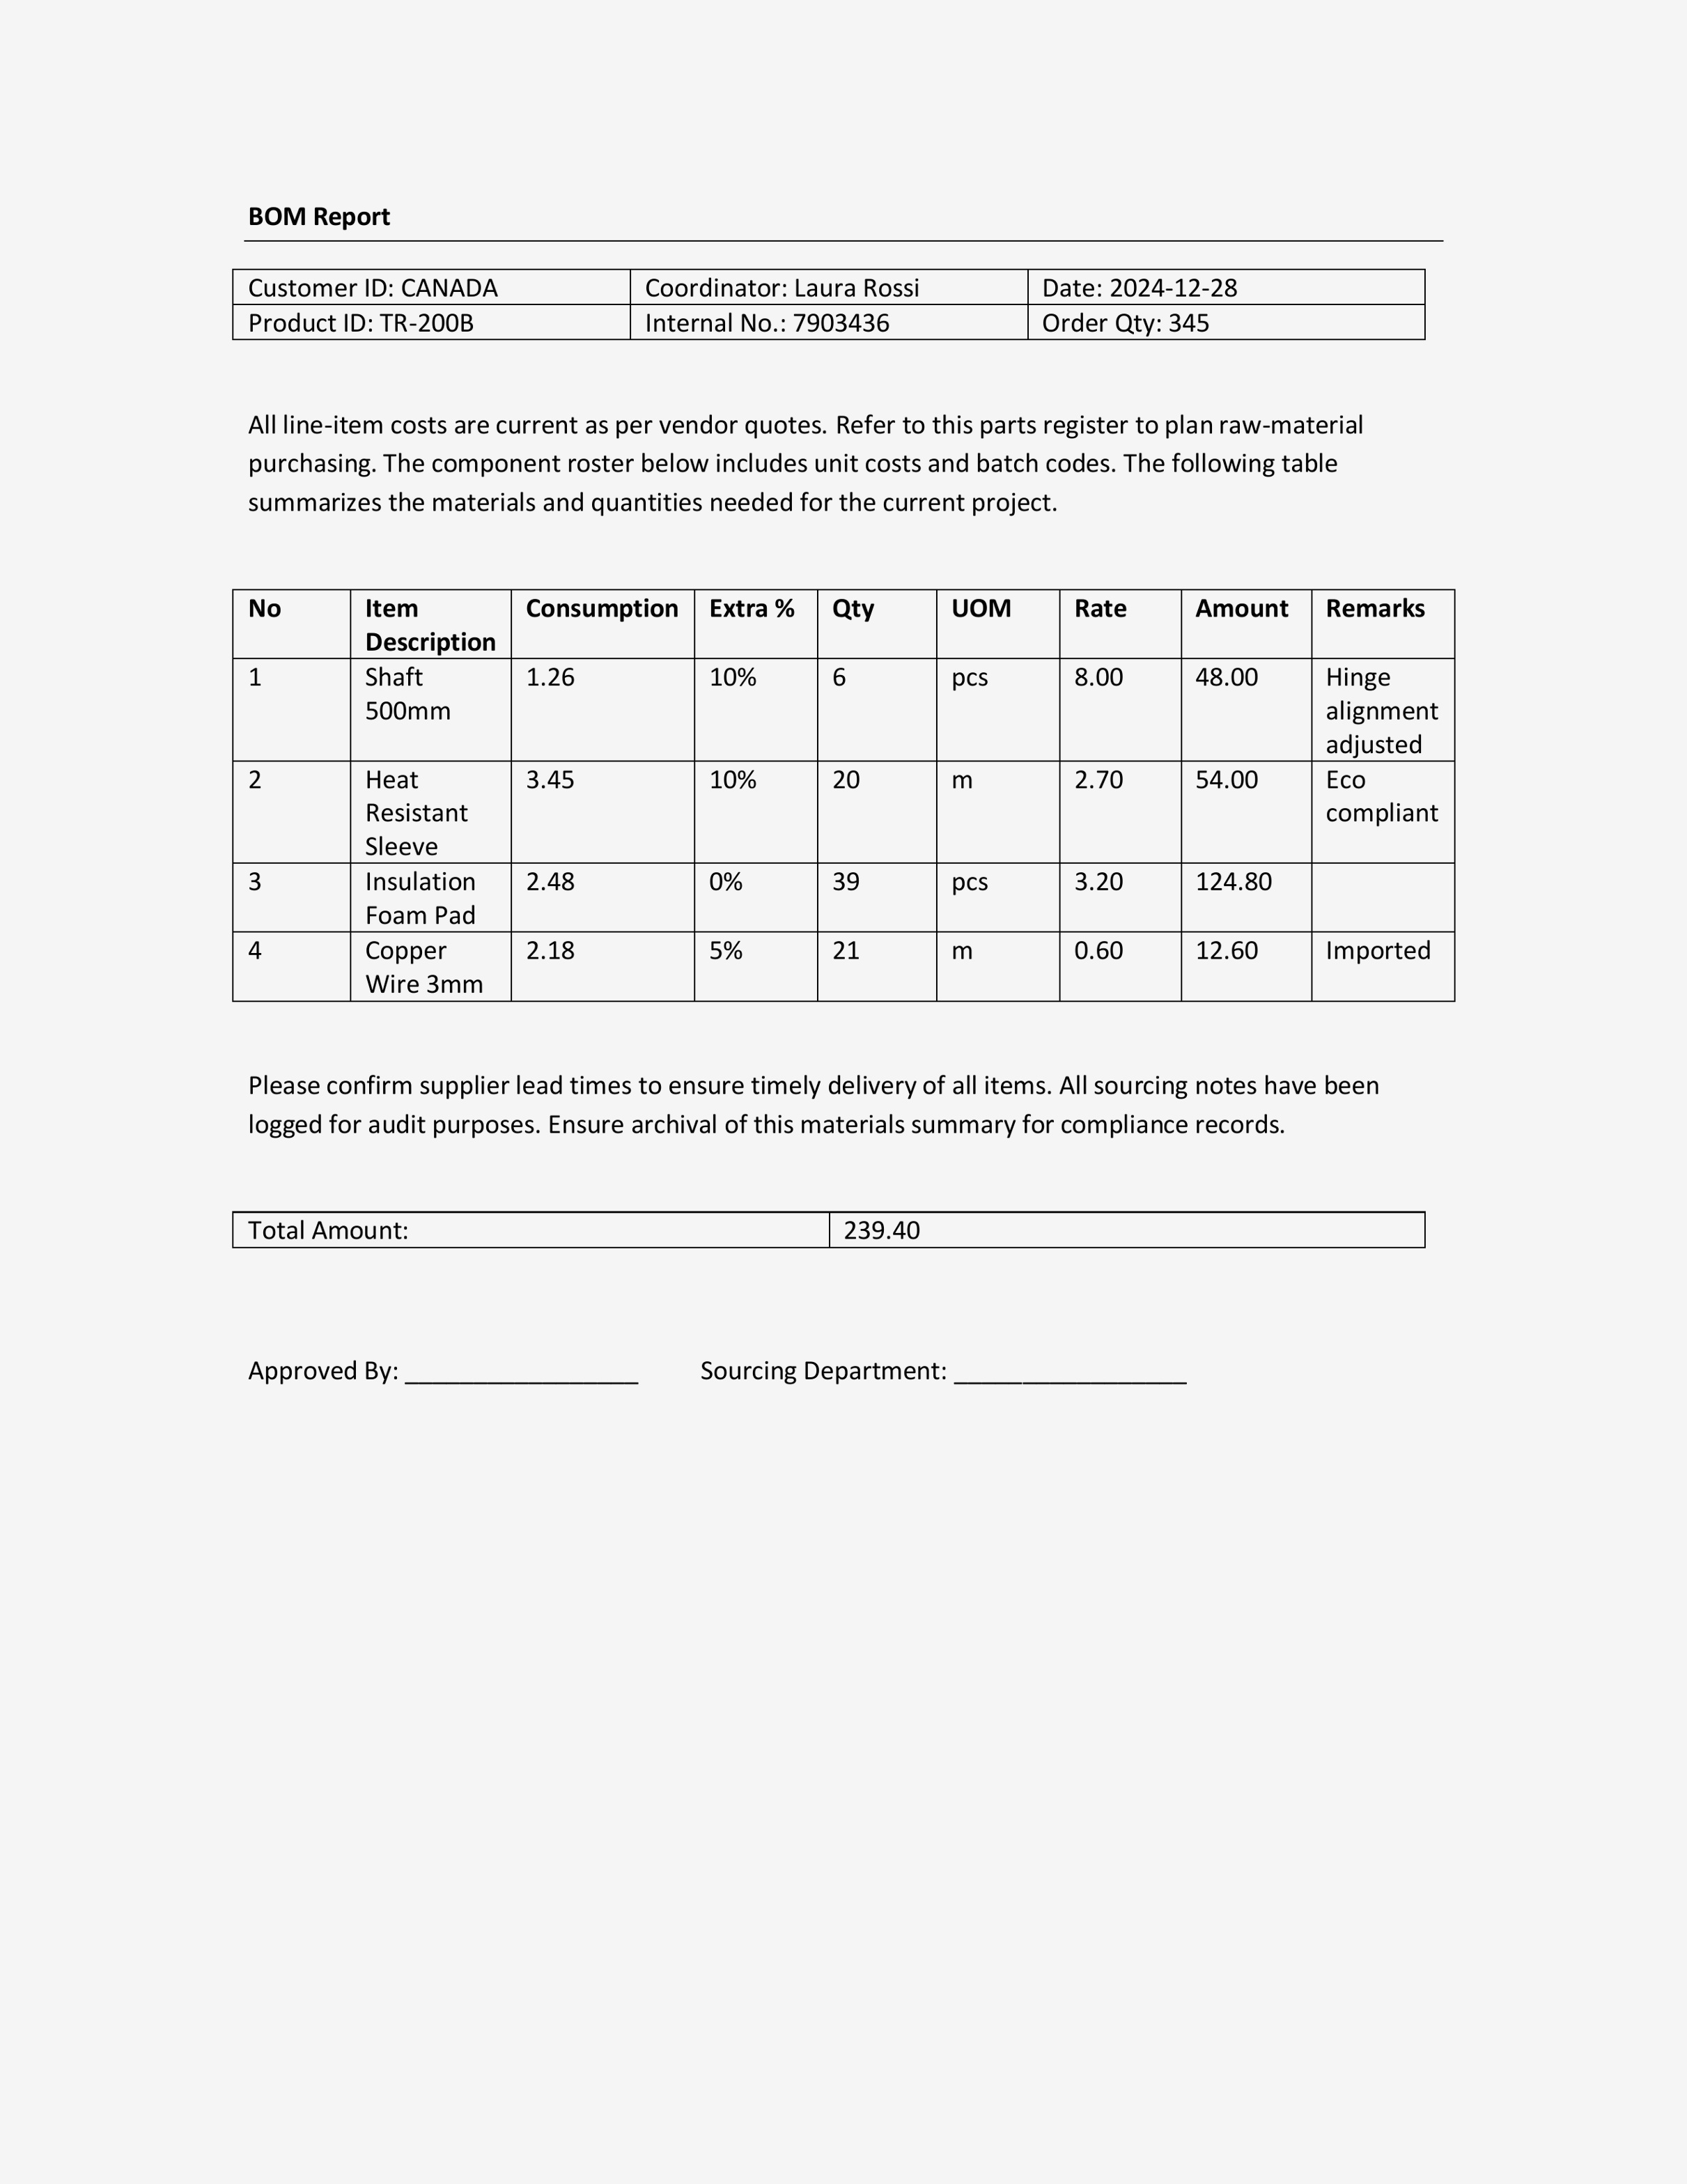 BOM Report
Customer ID: CANADA Coordinator: Laura Rossi Date: 2024-12-28
Product ID: TR-200B Internal No.: 7903436 Order Qty: 345
All line-item costs are current as per vendor quotes. Refer to this parts register to plan raw-material
purchasing. The component roster below includes unit costs and batch codes. The following table
summarizes the materials and quantities needed for the current project.
No Item Consumption Extra % Qty UOM Rate Amount Remarks
Description
1 Shaft 1.26 10% 6 pcs 8.00 48.00 Hinge
500mm alignment
adjusted
2 Heat 3.45 10% 20 m 2.70 54.00 Eco
Resistant compliant
Sleeve
3 Insulation 2.48 0% 39 pcs 3.20 124.80
Foam Pad
4 Copper 2.18 5% 21 m 0.60 12.60 Imported
Wire 3mm
Please confirm supplier lead times to ensure timely delivery of all items. All sourcing notes have been
logged for audit purposes. Ensure archival of this materials summary for compliance records.
Total Amount: 239.40
Approved By: _________________ Sourcing Department: _________________